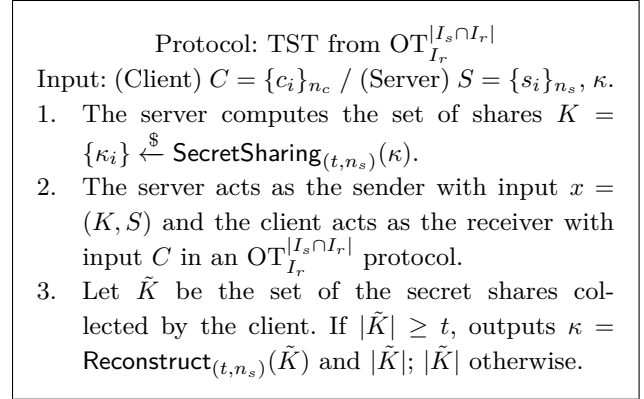 Protocol: TST from OT_{I_r}^{|I_s∩I_r|}
Input: (Client) C = {c_i}_{n_c} / (Server) S = {s_i}_{n_s}, κ.
1. The server computes the set of shares K =
{κ_i} $← SecretSharing_{(t,n_s)}(κ).
2. The server acts as the sender with input x =
(K, S) and the client acts as the receiver with
input C in an OT_{I_r}^{|I_s∩I_r|} protocol.
3. Let K̃ be the set of the secret shares col-
lected by the client. If |K̃| ≥ t, outputs κ =
Reconstruct_{(t,n_s)}(K̃) and |K̃|; |K̃| otherwise.